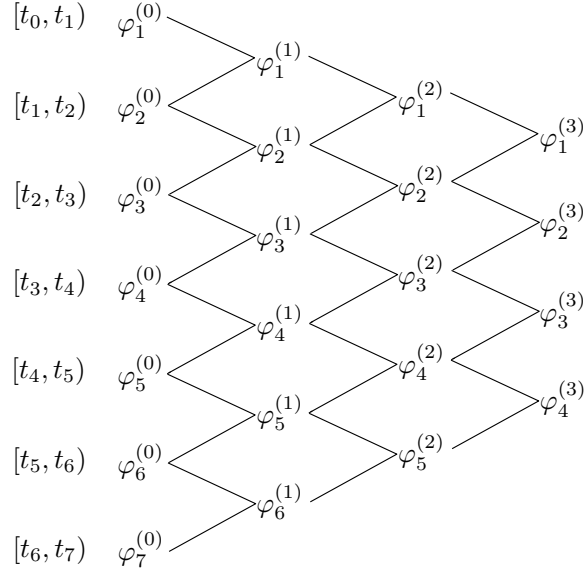 [t_0, t_1) φ_1^{(0)}
φ_1^{(1)}
φ_1^{(2)}
[t_1, t_2) φ_2^{(0)}
φ_1^{(3)}
φ_2^{(1)}
φ_2^{(2)}
[t_2, t_3) φ_3^{(0)}
φ_2^{(3)}
φ_3^{(1)}
φ_3^{(2)}
[t_3, t_4) φ_4^{(0)}
φ_3^{(3)}
φ_4^{(1)}
φ_4^{(2)}
[t_4, t_5) φ_5^{(0)}
φ_4^{(3)}
φ_5^{(1)}
φ_5^{(2)}
[t_5, t_6) φ_6^{(0)}
φ_6^{(1)}
[t_6, t_7) φ_7^{(0)}